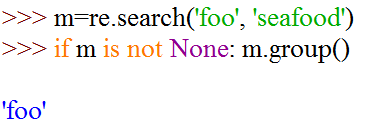 >>> m=re.search('foo', 'seafood')
>>> if m is not None: m.group()
'foo'